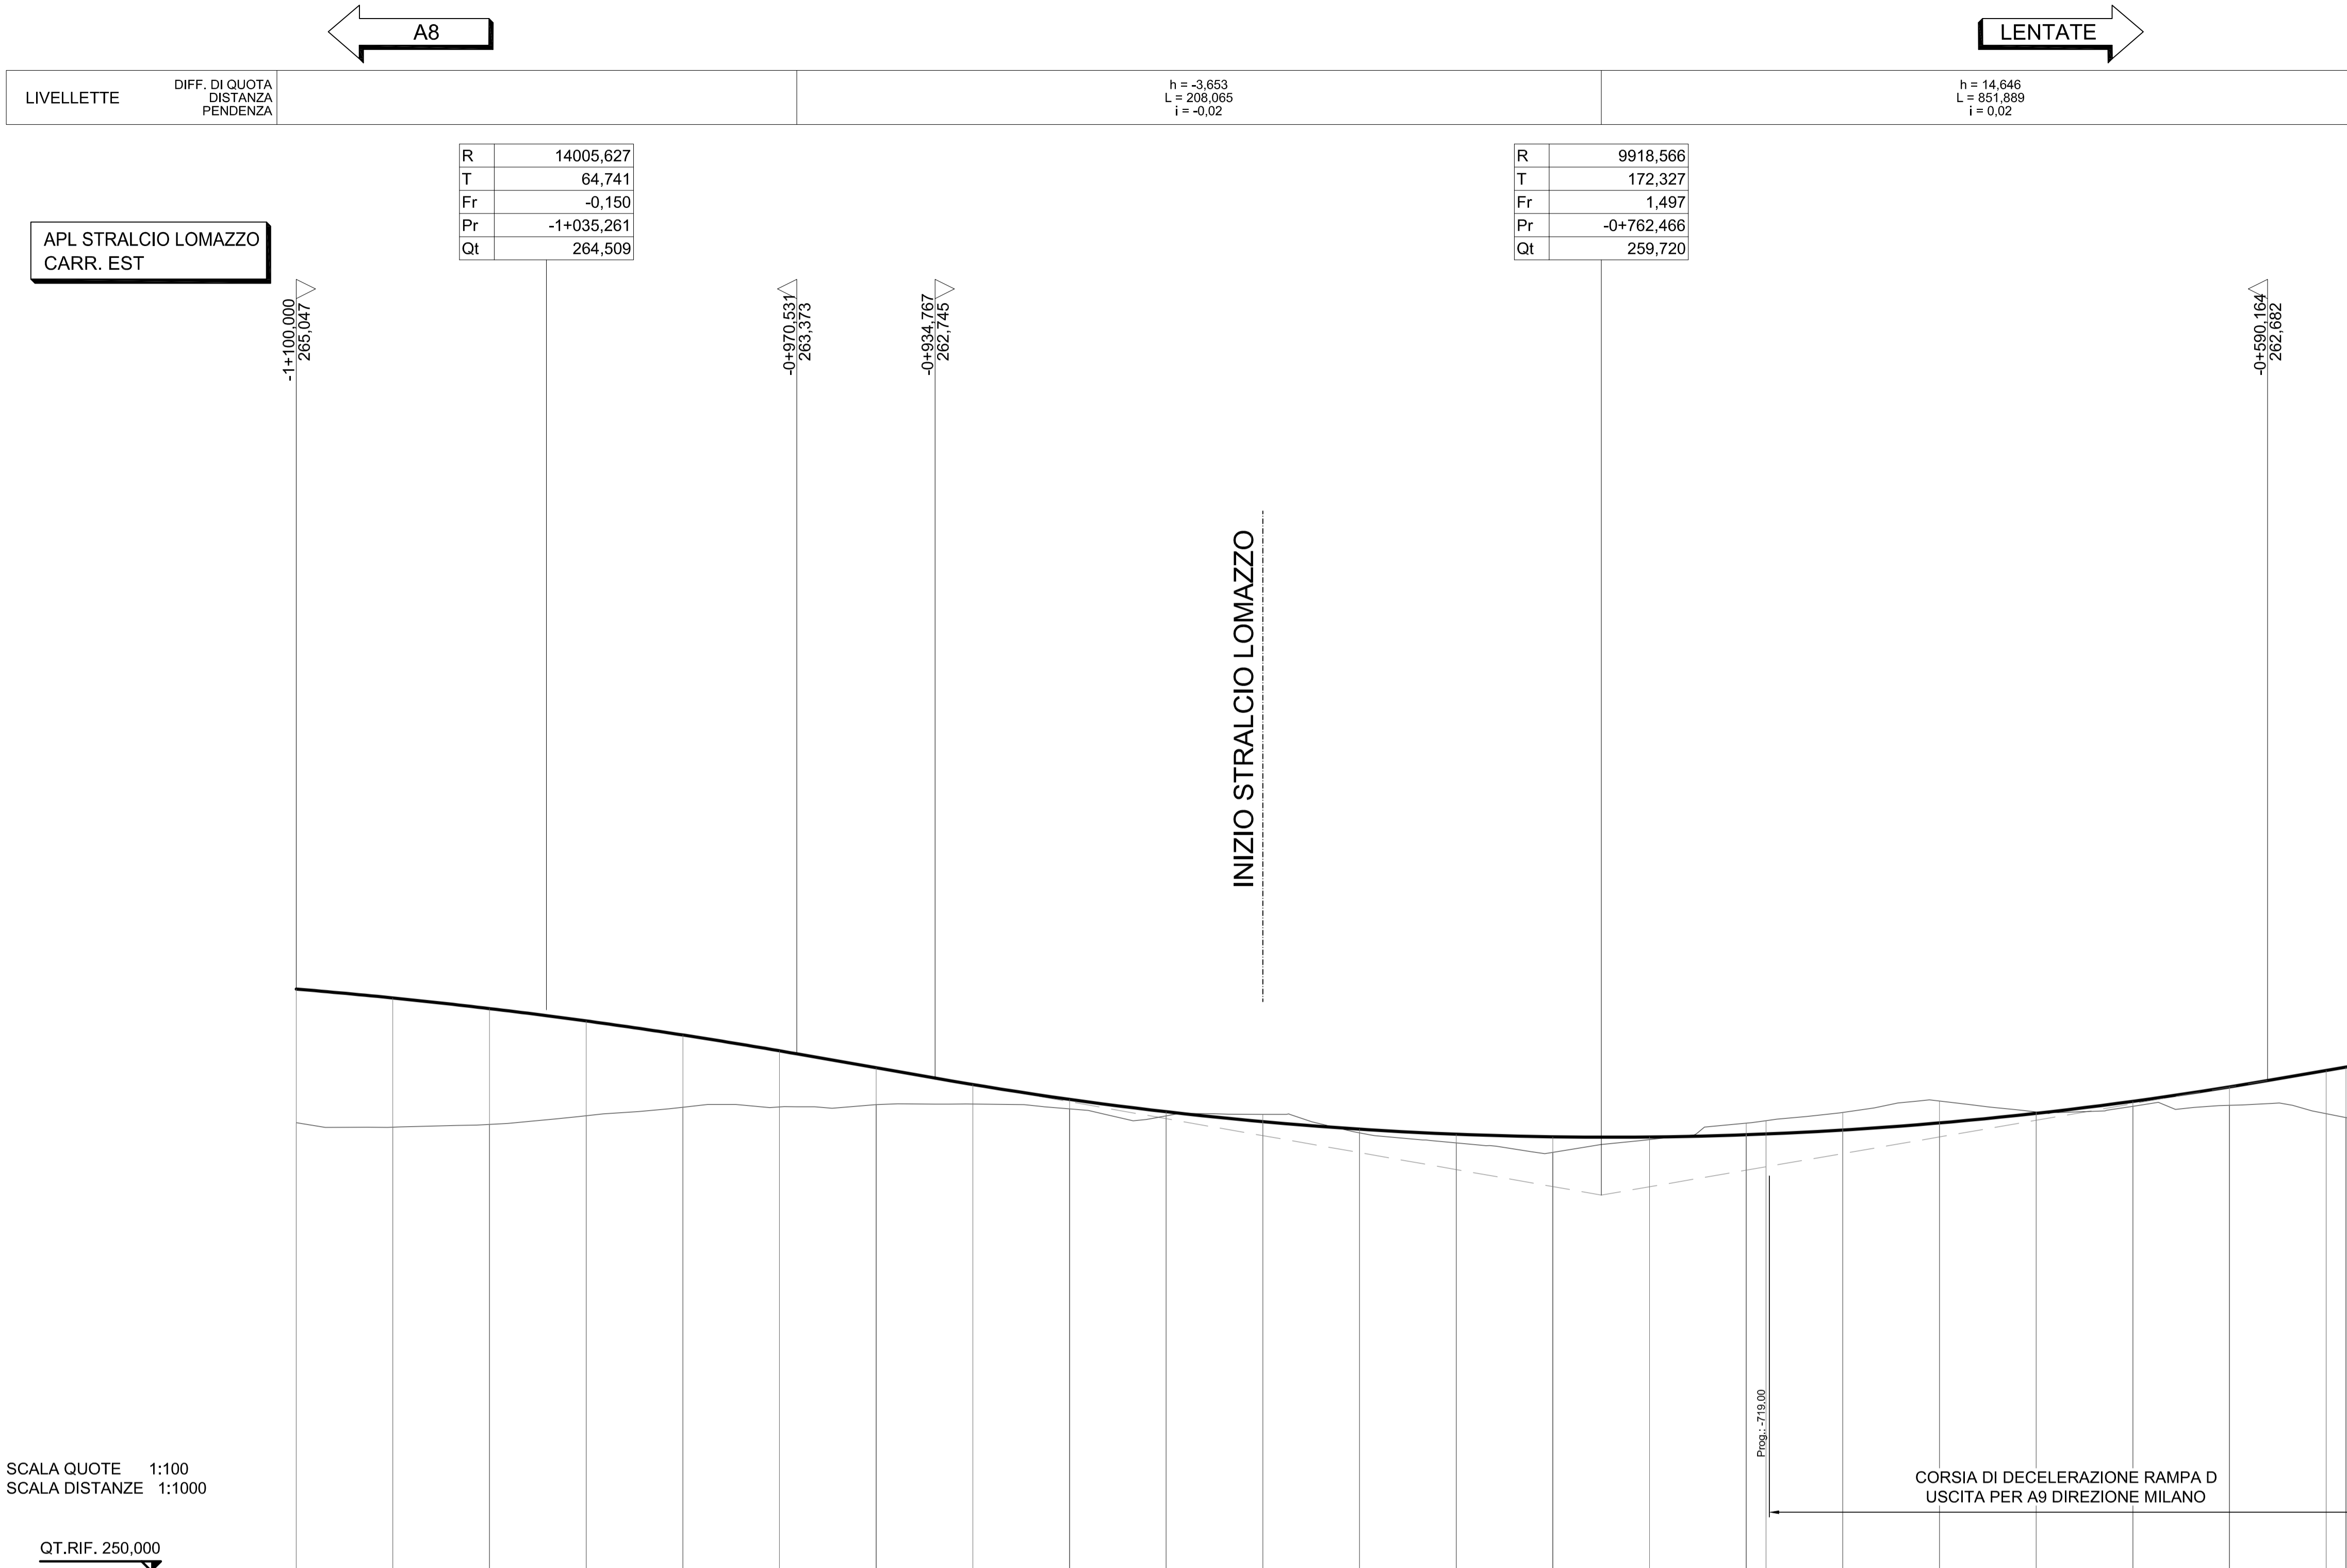 A8
LENTATE
LIVELLETTE
DIFF. DI QUOTA
DISTANZA
PENDENZA
h = -3,653
L = 208,065
i = -0,02
h = 14,646
L = 851,889
i = 0,02
R 14005,627
T 64,741
Fr -0,150
Pr -1+035,261
Qt 264,509
R 9918,566
T 172,327
Fr 1,497
Pr -0+762,466
Qt 259,720
APL STRALCIO LOMAZZO
CARR. EST
-1+100,000
265,047
-0+970,531
263,373
-0+934,767
262,745
-0+590,164
262,682
INIZIO STRALCIO LOMAZZO
Prog.: -719.00
CORSIA DI DECELERAZIONE RAMPA D
USCITA PER A9 DIREZIONE MILANO
SCALA QUOTE 1:100
SCALA DISTANZE 1:1000
QT.RIF. 250,000